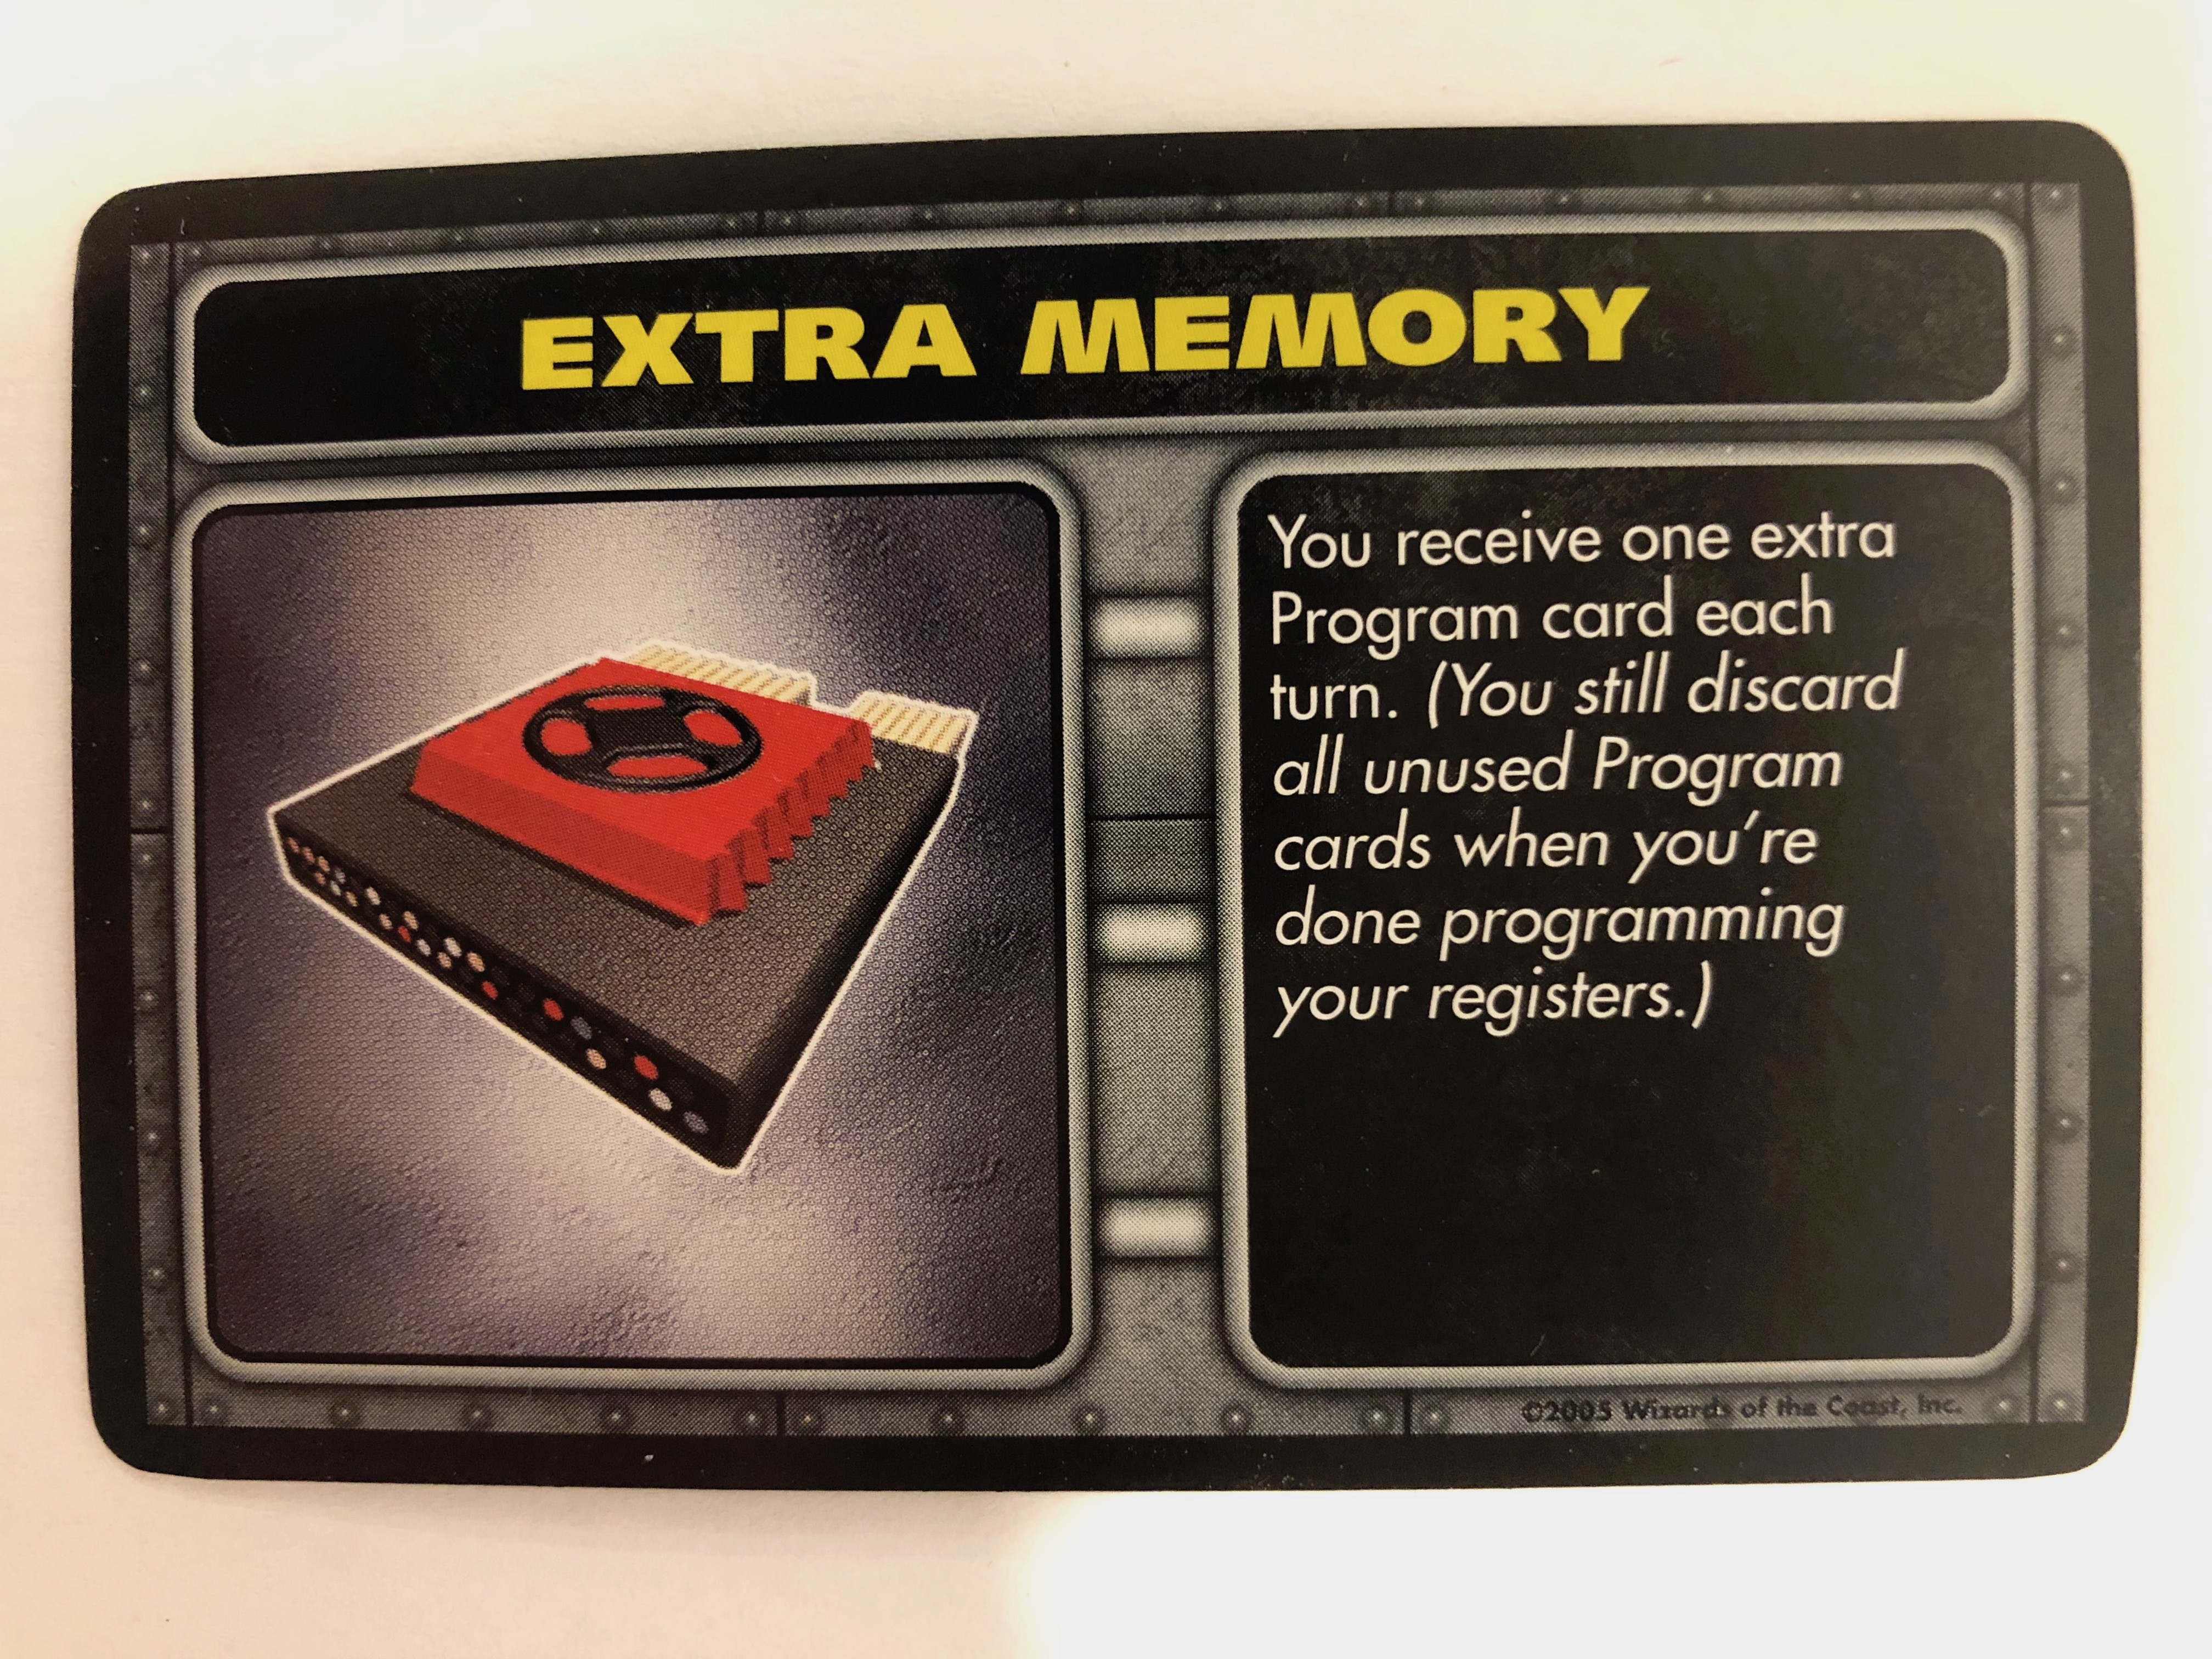 EXTRA MEMORY
You receive one extra
Program card each
turn. (You still discard
all unused Program
cards when you're
done programming
your registers.)
©2005 Wizards of the Coast, Inc.